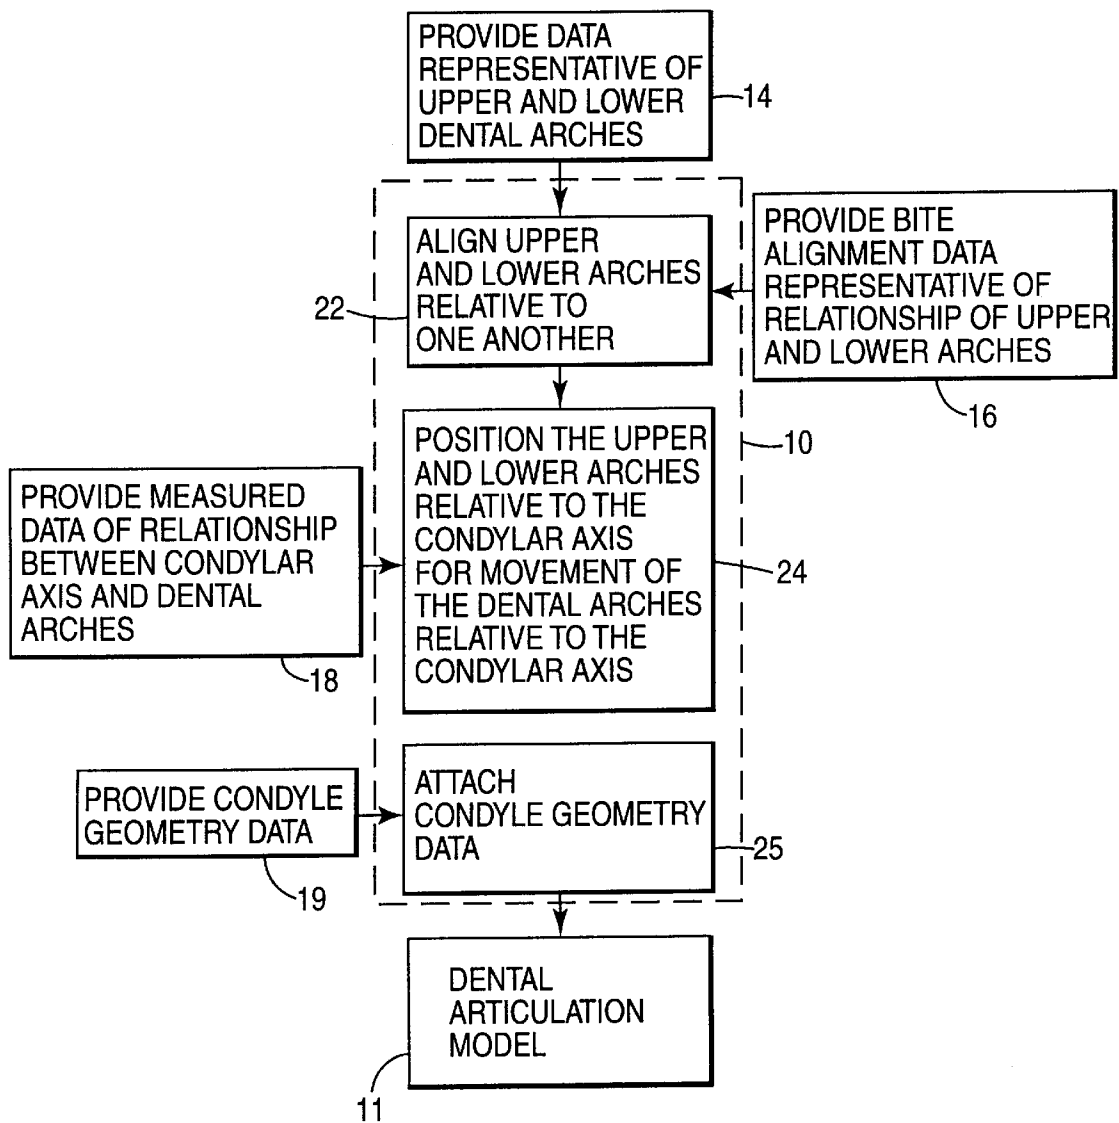 PROVIDE DATA
REPRESENTATIVE OF
UPPER AND LOWER
DENTAL ARCHES
14
ALIGN UPPER
AND LOWER ARCHES
RELATIVE TO
ONE ANOTHER
22
PROVIDE BITE
ALIGNMENT DATA
REPRESENTATIVE OF
RELATIONSHIP OF UPPER
AND LOWER ARCHES
16
10
POSITION THE UPPER
AND LOWER ARCHES
RELATIVE TO THE
CONDYLAR AXIS
FOR MOVEMENT OF
THE DENTAL ARCHES
RELATIVE TO THE
CONDYLAR AXIS
24
PROVIDE MEASURED
DATA OF RELATIONSHIP
BETWEEN CONDYLAR
AXIS AND DENTAL
ARCHES
18
PROVIDE CONDYLE
GEOMETRY DATA
19
ATTACH
CONDYLE GEOMETRY
DATA
25
DENTAL
ARTICULATION
MODEL
11